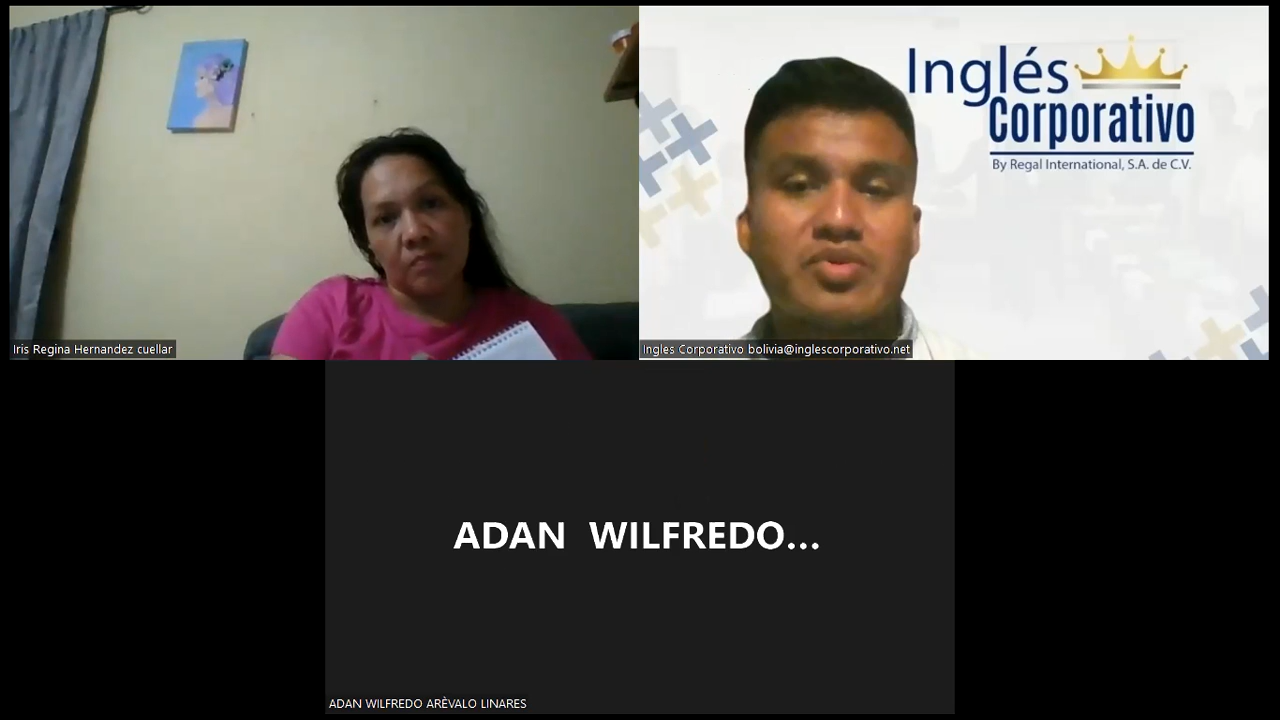 Inglés
Corporativo
By Regal International, S.A. de C.V.
Iris Regina Hernandez cuellar
Ingles Corporativo bolivia@inglescorporativo.net
ADAN WILFREDO...
ADAN WILFREDO ARÈVALO LINARES